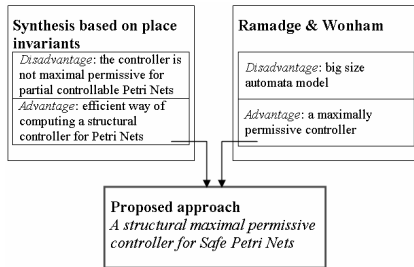 Synthesis based on place
invariants
Disadvantage: the controller is
not maximal permissive for
partial controllable Petri Nets
Advantage: efficient way of
computing a structural
controller for Petri Nets
Ramadge & Wonham
Disadvantage: big size
automata model
Advantage: a maximally
permissive controller
Proposed approach
A structural maximal permissive
controller for Safe Petri Nets